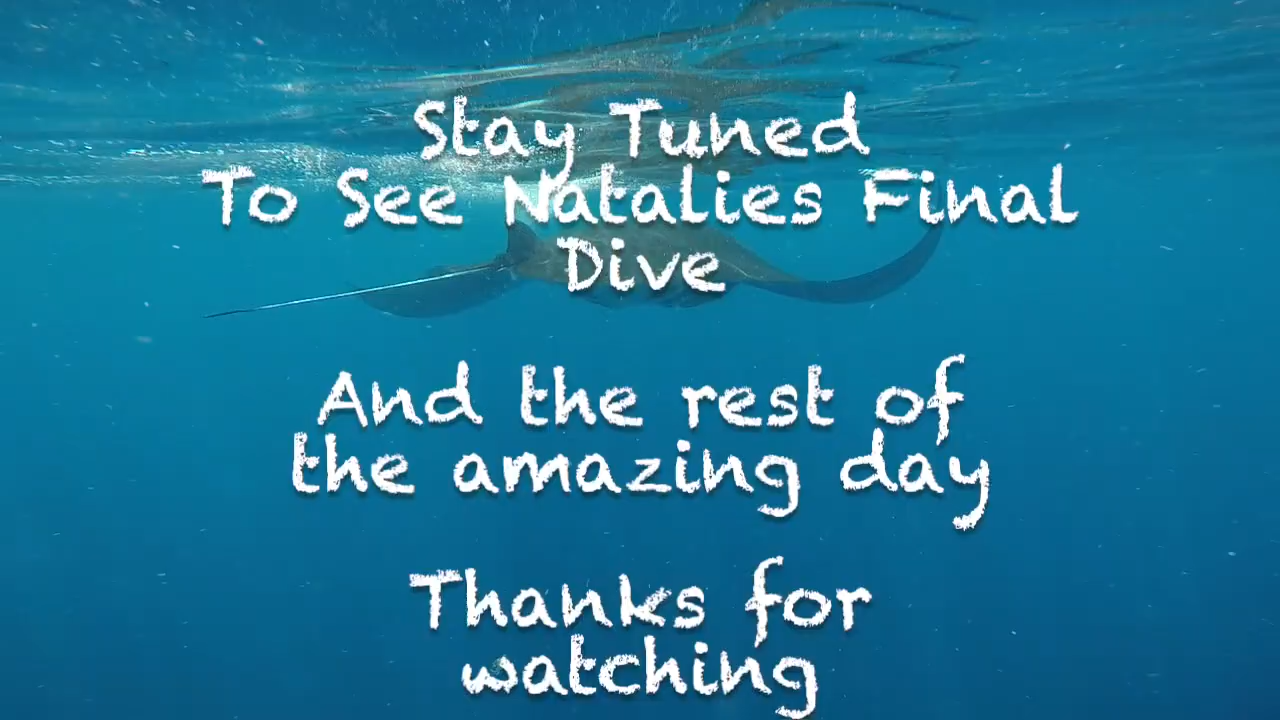 Stay Tuned
To See Natalies Final
Dive
And the rest of
the amazing day
Thanks for
watching